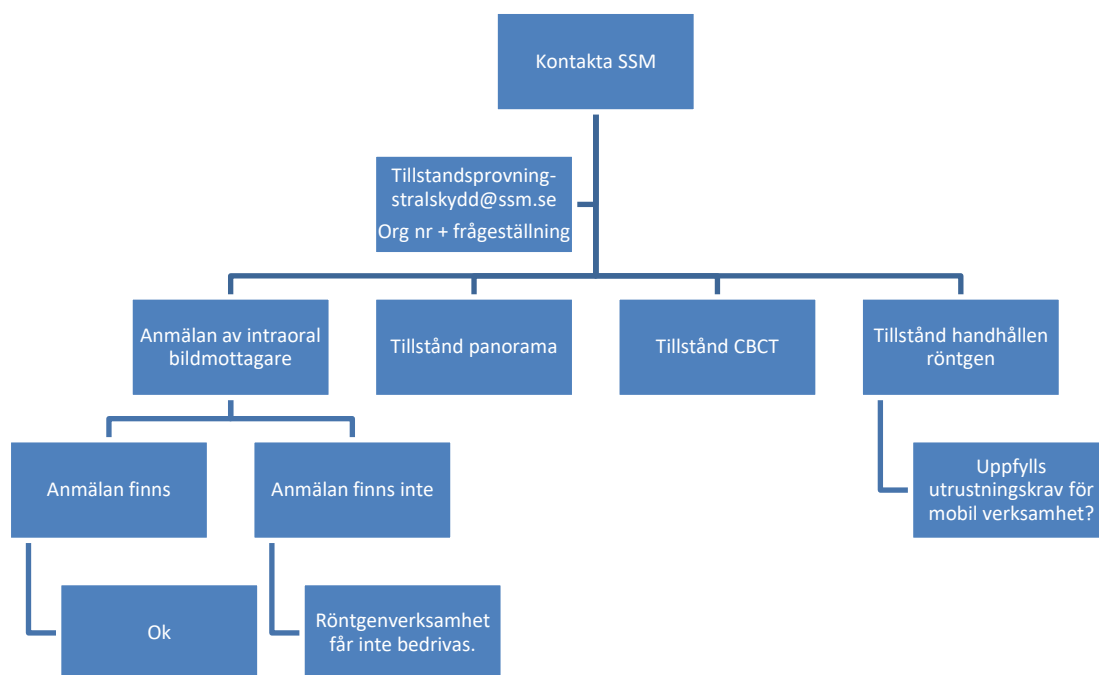 Kontakta SSM
Tillstandsprovning-
stralskydd@ssm.se
Org nr + frågeställning
Anmälan av intraoral
bildmottagare
Tillstånd panorama
Tillstånd CBCT
Tillstånd handhållen
röntgen
Anmälan finns
Anmälan finns inte
Uppfylls
utrustningskrav för
mobil verksamhet?
Ok
Röntgenverksamhet
får inte bedrivas.